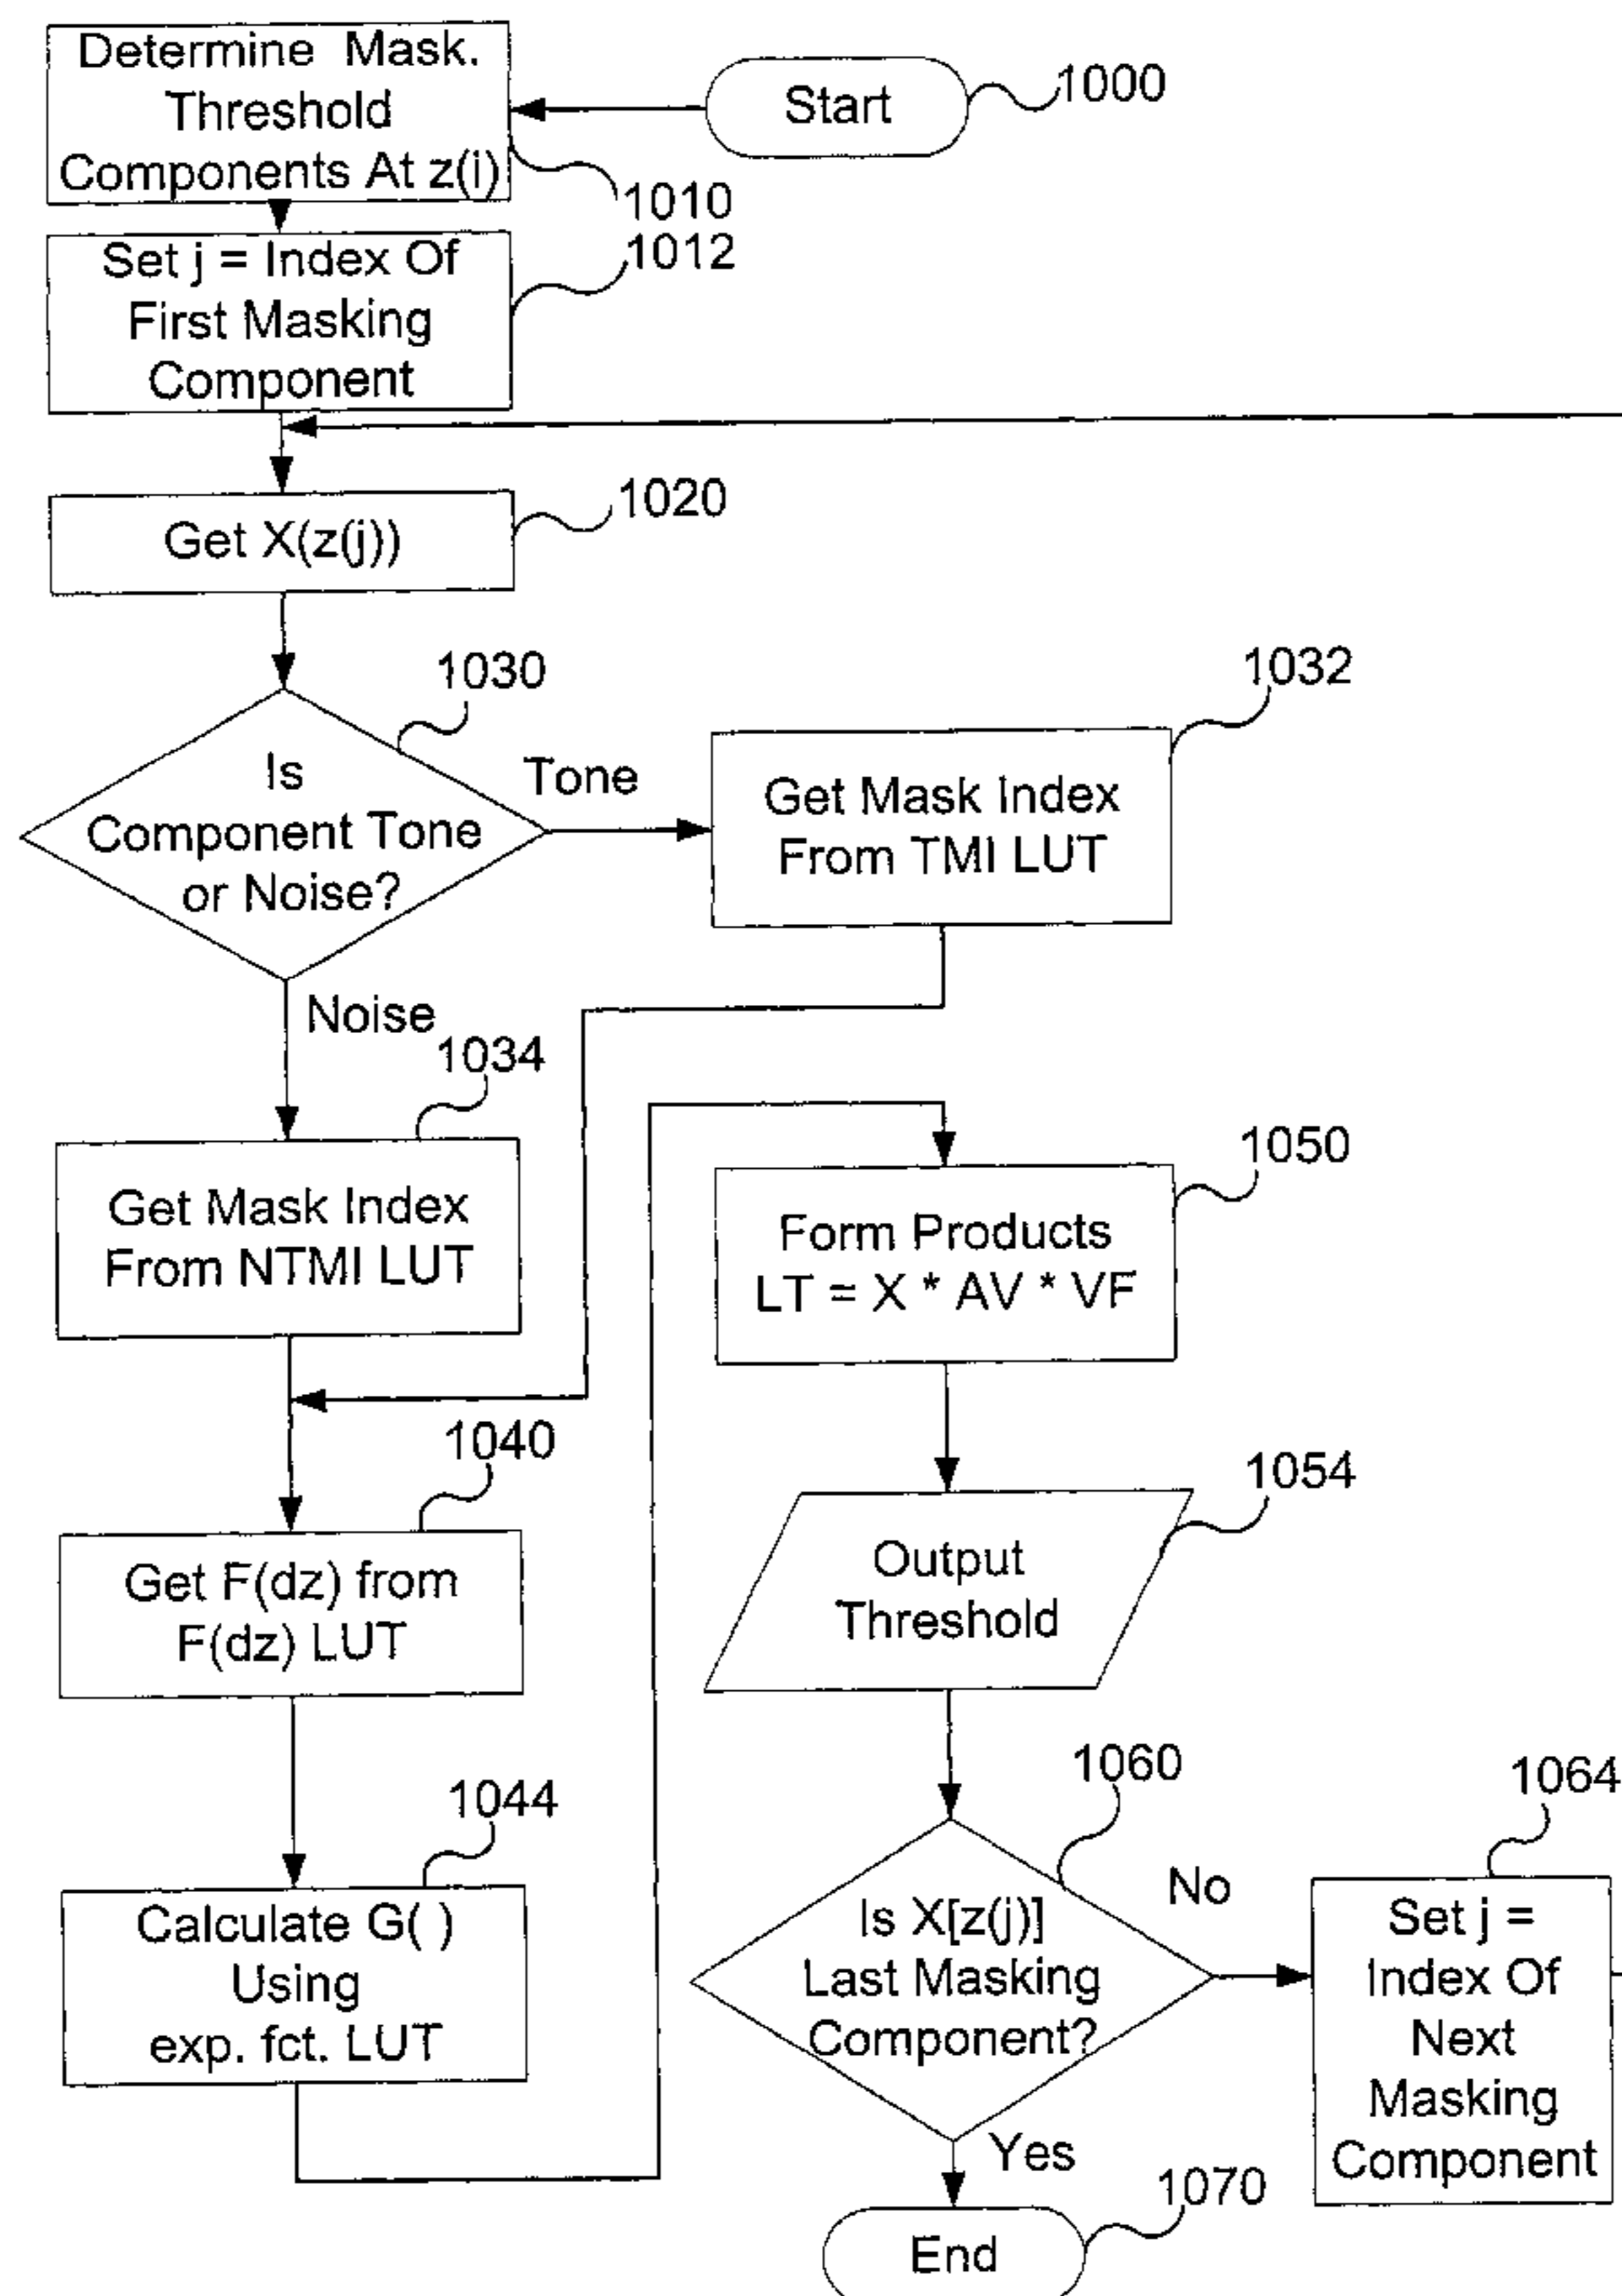 Determine Mask.
Threshold
Components At z(i)
Start
1000
1010
Set j = Index Of
First Masking
Component
1012
Get X(z(j))
1020
1030
Is
Component Tone
or Noise?
Tone
1032
Get Mask Index
From TMI LUT
Noise
1034
Get Mask Index
From NTMI LUT
1040
Get F(dz) from
F(dz) LUT
1044
Calculate G( )
Using
exp. fct. LUT
1050
Form Products
LT = X * AV * VF
1054
Output
Threshold
1060
Is X[z(j)]
Last Masking
Component?
No
1064
Set j =
Index Of
Next
Masking
Component
Yes
1070
End